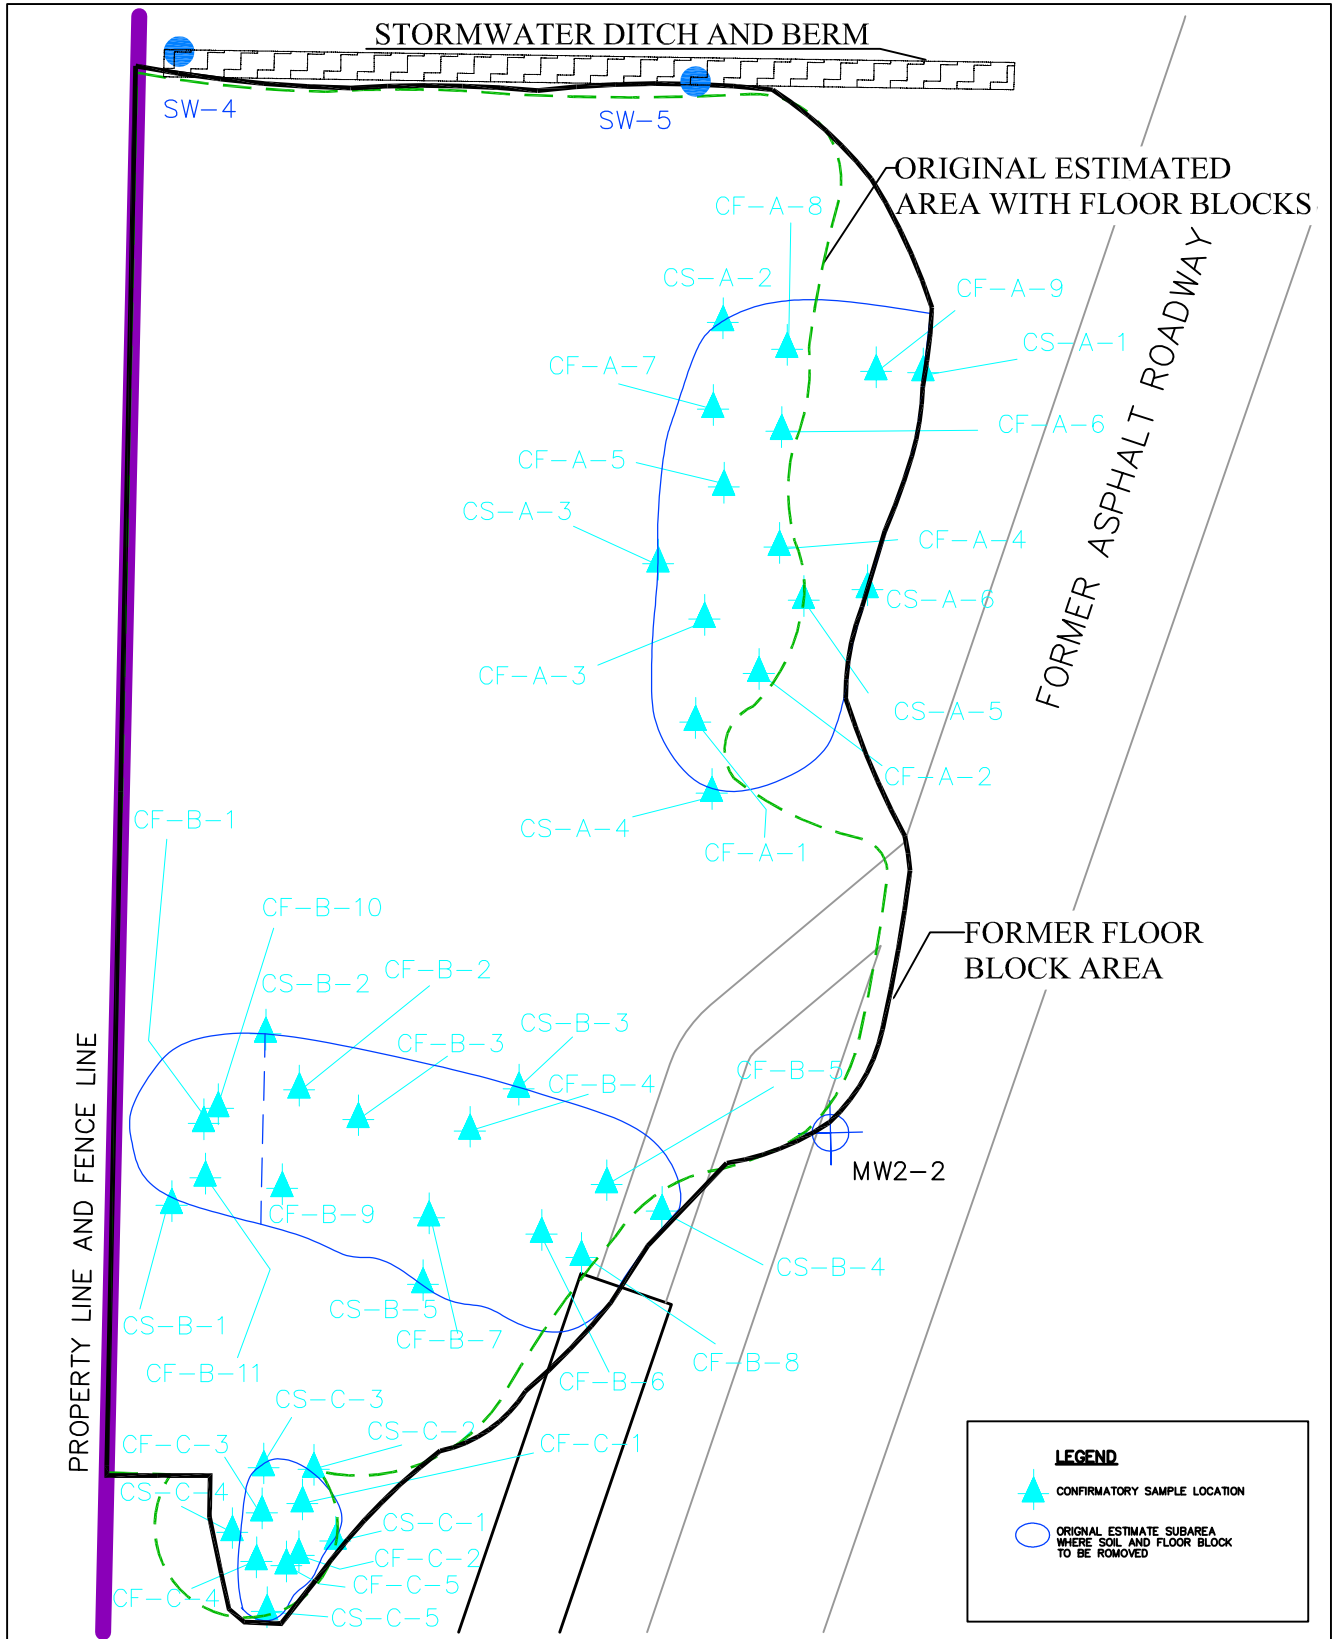 STORMWATER DITCH AND BERM
SW-4
SW-5
ORIGINAL ESTIMATED
AREA WITH FLOOR BLOCKS
CF-A-8
CS-A-2
CF-A-9
CS-A-1
CF-A-7
CF-A-6
CF-A-5
CS-A-3
CF-A-4
CS-A-6
CF-A-3
CS-A-5
CF-A-2
CS-A-4
CF-A-1
FORMER ASPHALT ROADWAY
CF-B-1
CF-B-10
CS-B-2
CF-B-2
CS-B-3
CF-B-3
CF-B-4
CF-B-5
FORMER FLOOR
BLOCK AREA
MW2-2
CF-B-9
CS-B-4
CS-B-5
CS-B-1
CF-B-7
CF-B-11
CF-B-6
CF-B-8
PROPERTY LINE AND FENCE LINE
CS-C-3
CS-C-2
CF-C-3
CF-C-1
CS-C-4
CS-C-1
CF-C-2
CF-C-5
CF-C-4
CS-C-5
LEGEND
CONFIRMATORY SAMPLE LOCATION
ORIGNAL ESTIMATE SUBAREA
WHERE SOIL AND FLOOR BLOCK
TO BE ROMOVED